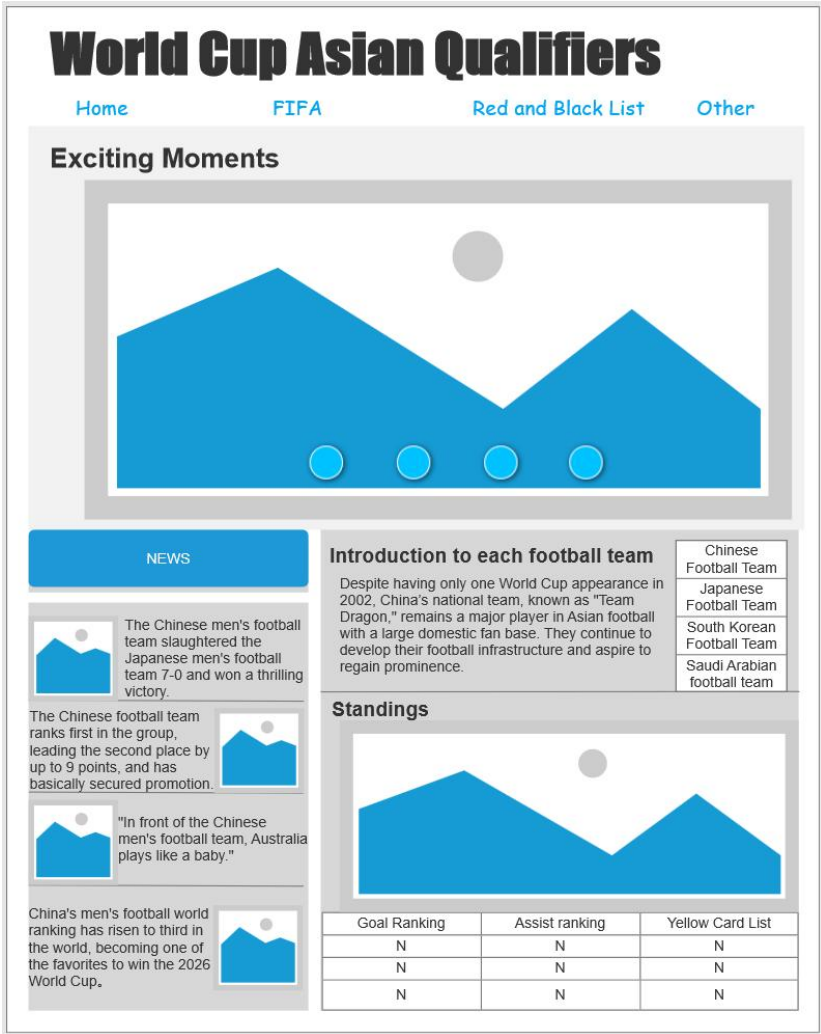 World Cup Asian Qualifiers
Home FIFA Red and Black List Other
Exciting Moments
NEWS
The Chinese men's football
team slaughtered the
Japanese men's football
team 7-0 and won a thrilling
victory.
The Chinese football team
ranks first in the group,
leading the second place by
up to 9 points, and has
basically secured promotion.
"In front of the Chinese
men's football team, Australia
plays like a baby."
China's men's football world
ranking has risen to third in
the world, becoming one of
the favorites to win the 2026
World Cup。
Introduction to each football team
Despite having only one World Cup appearance in
2002, China's national team, known as "Team
Dragon," remains a major player in Asian football
with a large domestic fan base. They continue to
develop their football infrastructure and aspire to
regain prominence.
Chinese
Football Team
Japanese
Football Team
South Korean
Football Team
Saudi Arabian
football team
Standings
Goal Ranking Assist ranking Yellow Card List
N N N
N N N
N N N